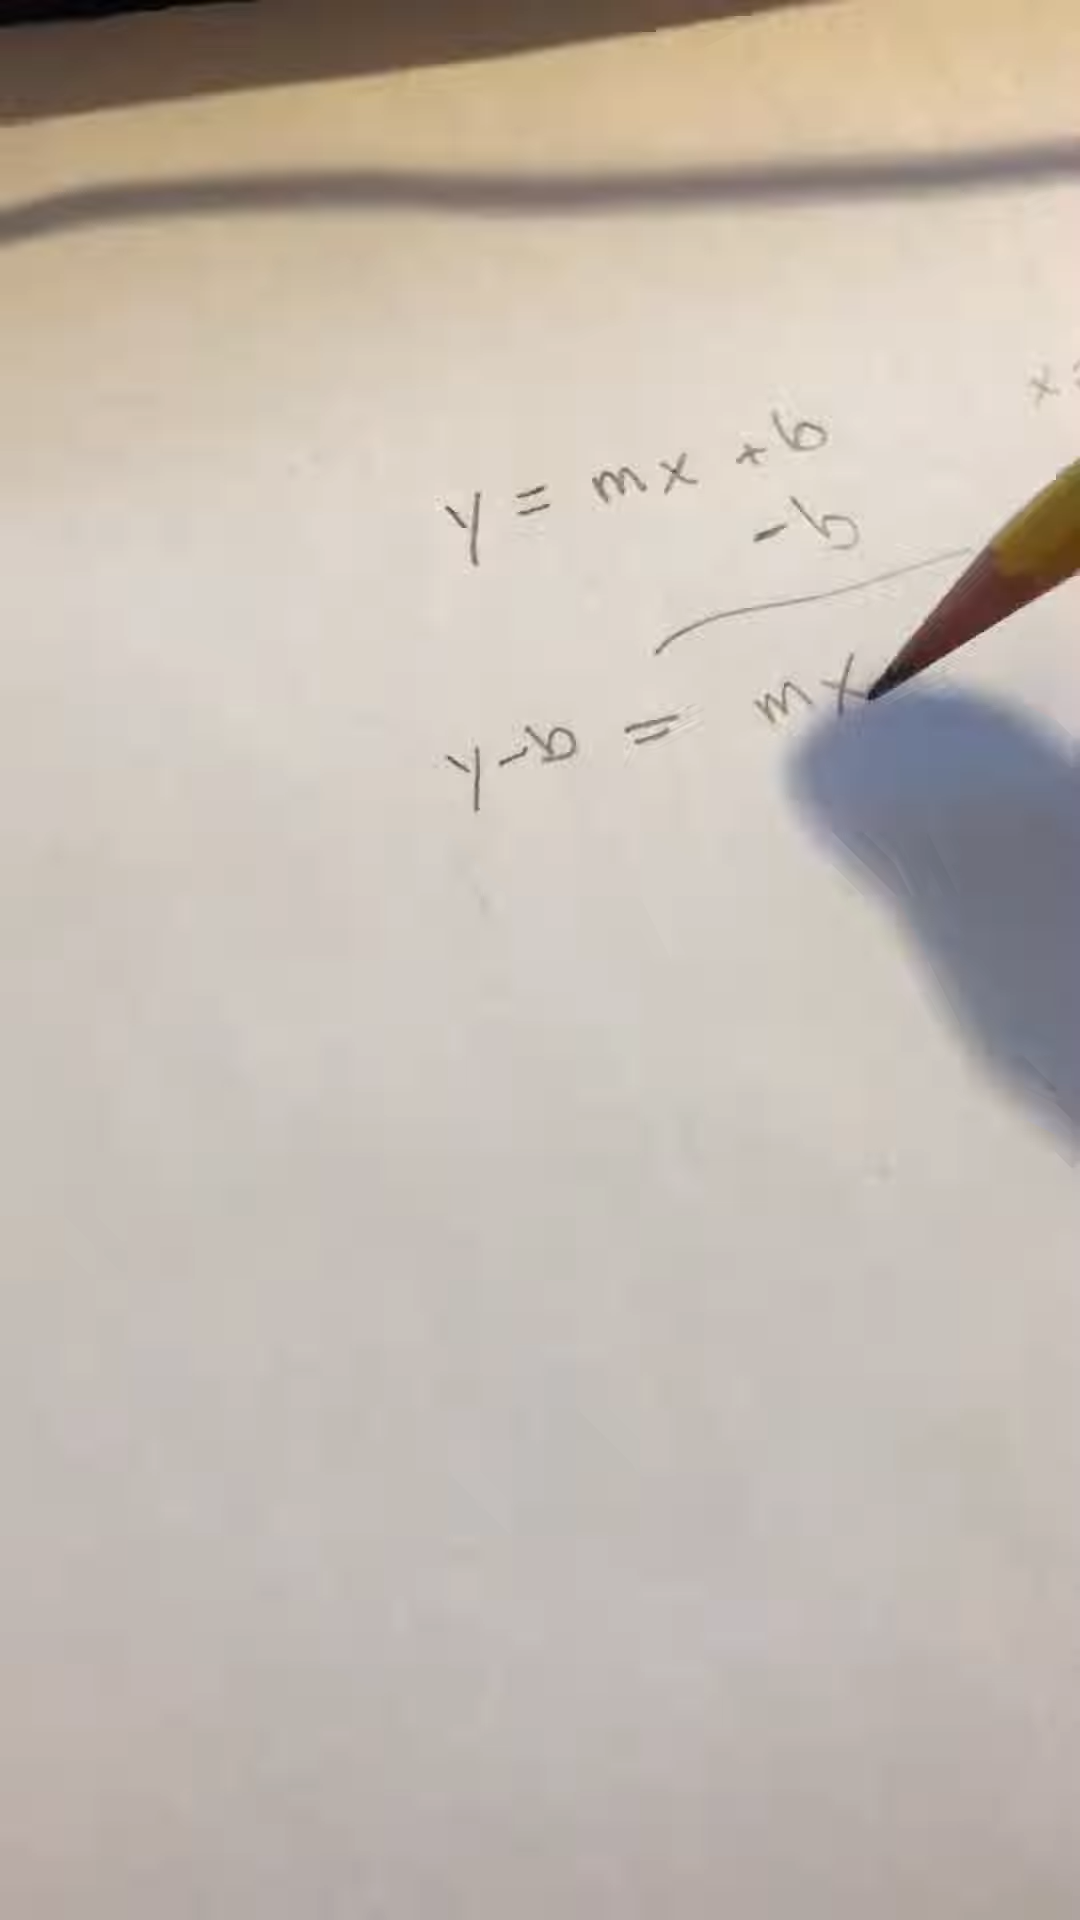 y = mx + b
- b
y - b = mx
x =